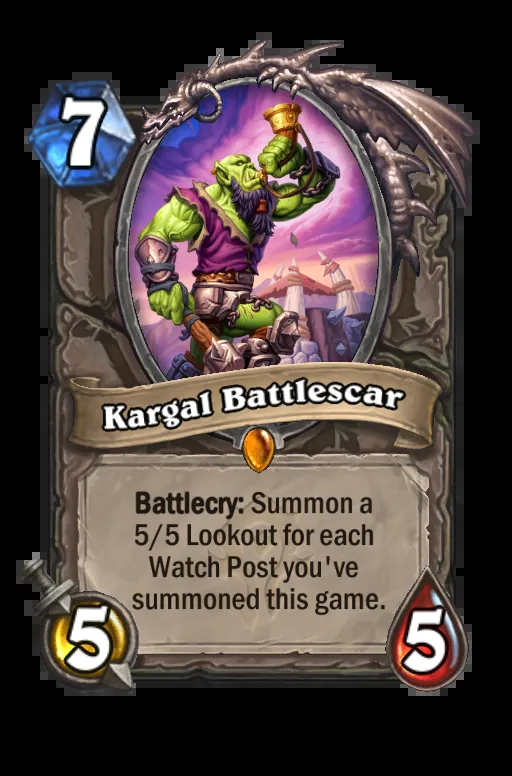 7
Kargal Battlescar
Battlecry: Summon a
5/5 Lookout for each
Watch Post you've
summoned this game.
5
5